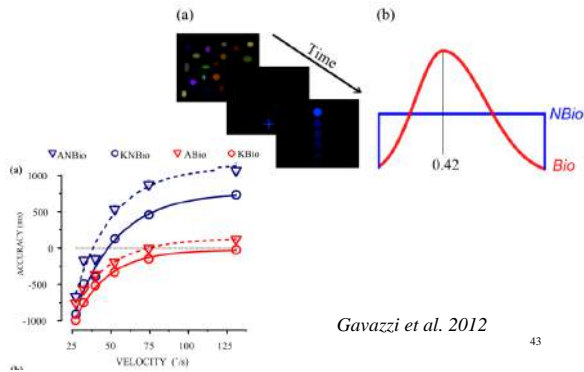 (a)
Time
(b)
NBio
Bio
0.42
ANBio KNBio ABio KBio
(a)
ACCURACY (ms)
1000
500
0
-500
-1000
25 50 75 100 125
VELOCITY (°/s)
Gavazzi et al. 2012
43
(b)